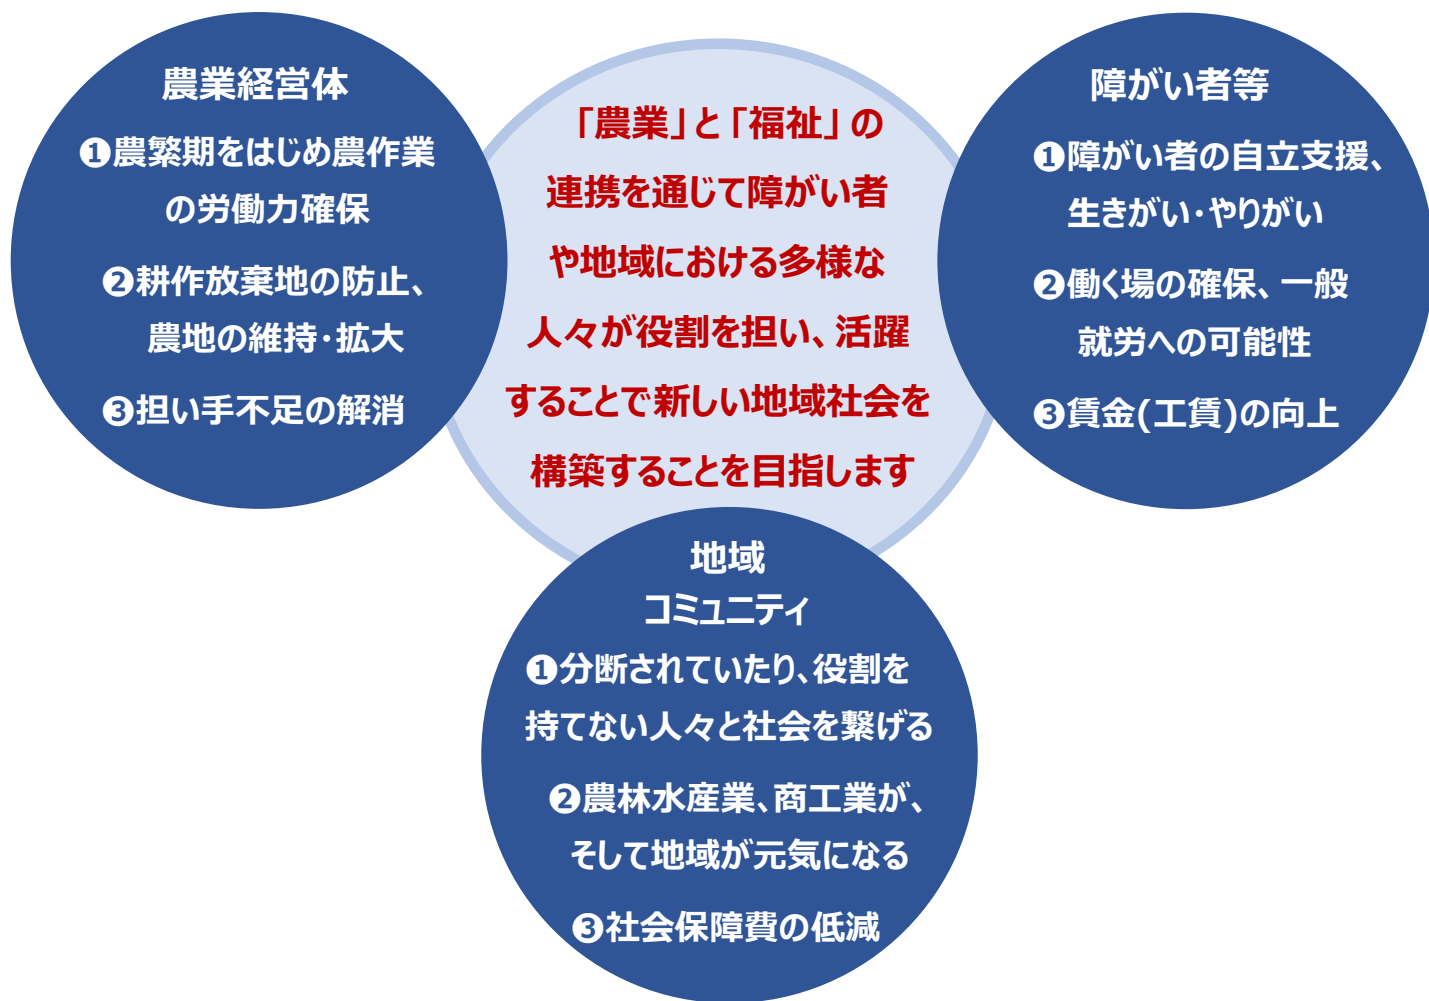 農業経営体
❶農繁期をはじめ農作業
の労働力確保
❷耕作放棄地の防止、
農地の維持・拡大
❸担い手不足の解消
「農業」と「福祉」の
連携を通じて障がい者
や地域における多様な
人々が役割を担い、活躍
することで新しい地域社会を
構築することを目指します
障がい者等
❶障がい者の自立支援、
生きがい・やりがい
❷働く場の確保、一般
就労への可能性
❸賃金(工賃)の向上
地域
コミュニティ
❶分断されていたり、役割を
持てない人々と社会を繋げる
❷農林水産業、商工業が、
そして地域が元気になる
❸社会保障費の低減